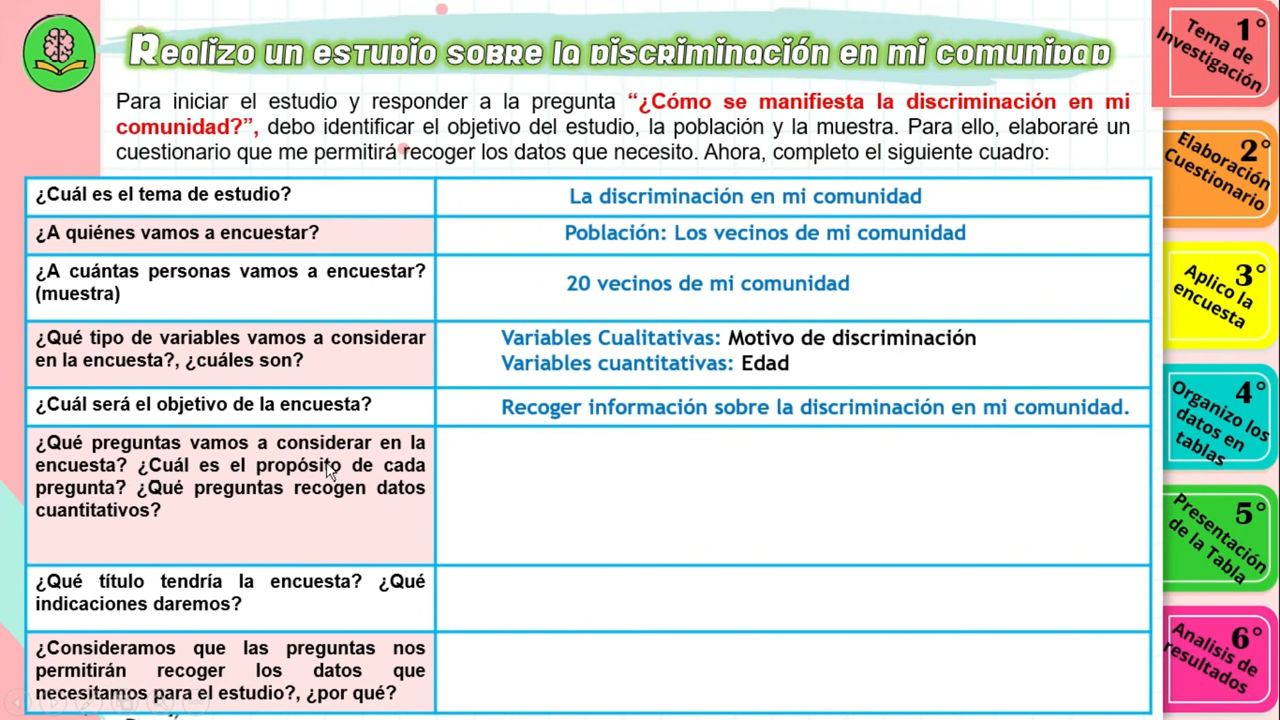 Realizo un estudio sobre la discriminación en mi comunidad
Para iniciar el estudio y responder a la pregunta “¿Cómo se manifiesta la discriminación en mi
comunidad?”, debo identificar el objetivo del estudio, la población y la muestra. Para ello, elaboraré un
cuestionario que me permitirá recoger los datos que necesito. Ahora, completo el siguiente cuadro:
¿Cuál es el tema de estudio?
La discriminación en mi comunidad
¿A quiénes vamos a encuestar?
Población: Los vecinos de mi comunidad
¿A cuántas personas vamos a encuestar?
(muestra)
20 vecinos de mi comunidad
¿Qué tipo de variables vamos a considerar
en la encuesta?, ¿cuáles son?
Variables Cualitativas: Motivo de discriminación
Variables cuantitativas: Edad
¿Cuál será el objetivo de la encuesta?
Recoger información sobre la discriminación en mi comunidad.
¿Qué preguntas vamos a considerar en la
encuesta? ¿Cuál es el propósito de cada
pregunta? ¿Qué preguntas recogen datos
cuantitativos?
¿Qué título tendría la encuesta? ¿Qué
indicaciones daremos?
¿Consideramos que las preguntas nos
permitirán recoger los datos que
necesitamos para el estudio?, ¿por qué?
1°
Tema de
Investigación
2°
Elaboración
Cuestionario
3°
Aplico la
encuesta
4°
Organizo los
datos en
tablas
5°
Presentación
de la Tabla
6°
Analisis de
resultados